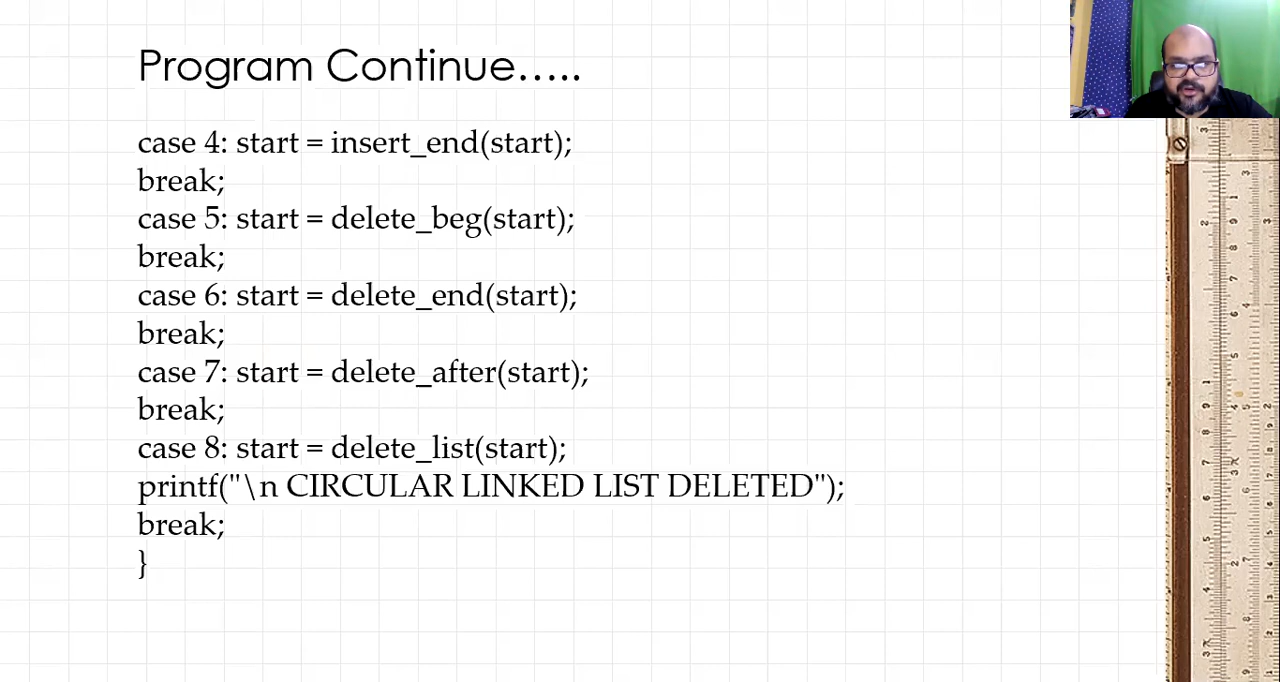 Program Continue.....
case 4: start = insert_end(start);
break;
case 5: start = delete_beg(start);
break;
case 6: start = delete_end(start);
break;
case 7: start = delete_after(start);
break;
case 8: start = delete_list(start);
printf("\n CIRCULAR LINKED LIST DELETED");
break;
}